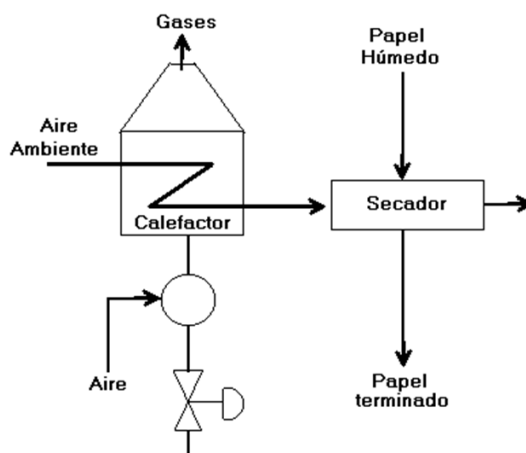 Gases
Papel
Húmedo
Aire
Ambiente
Calefactor
Secador
Aire
Papel
terminado